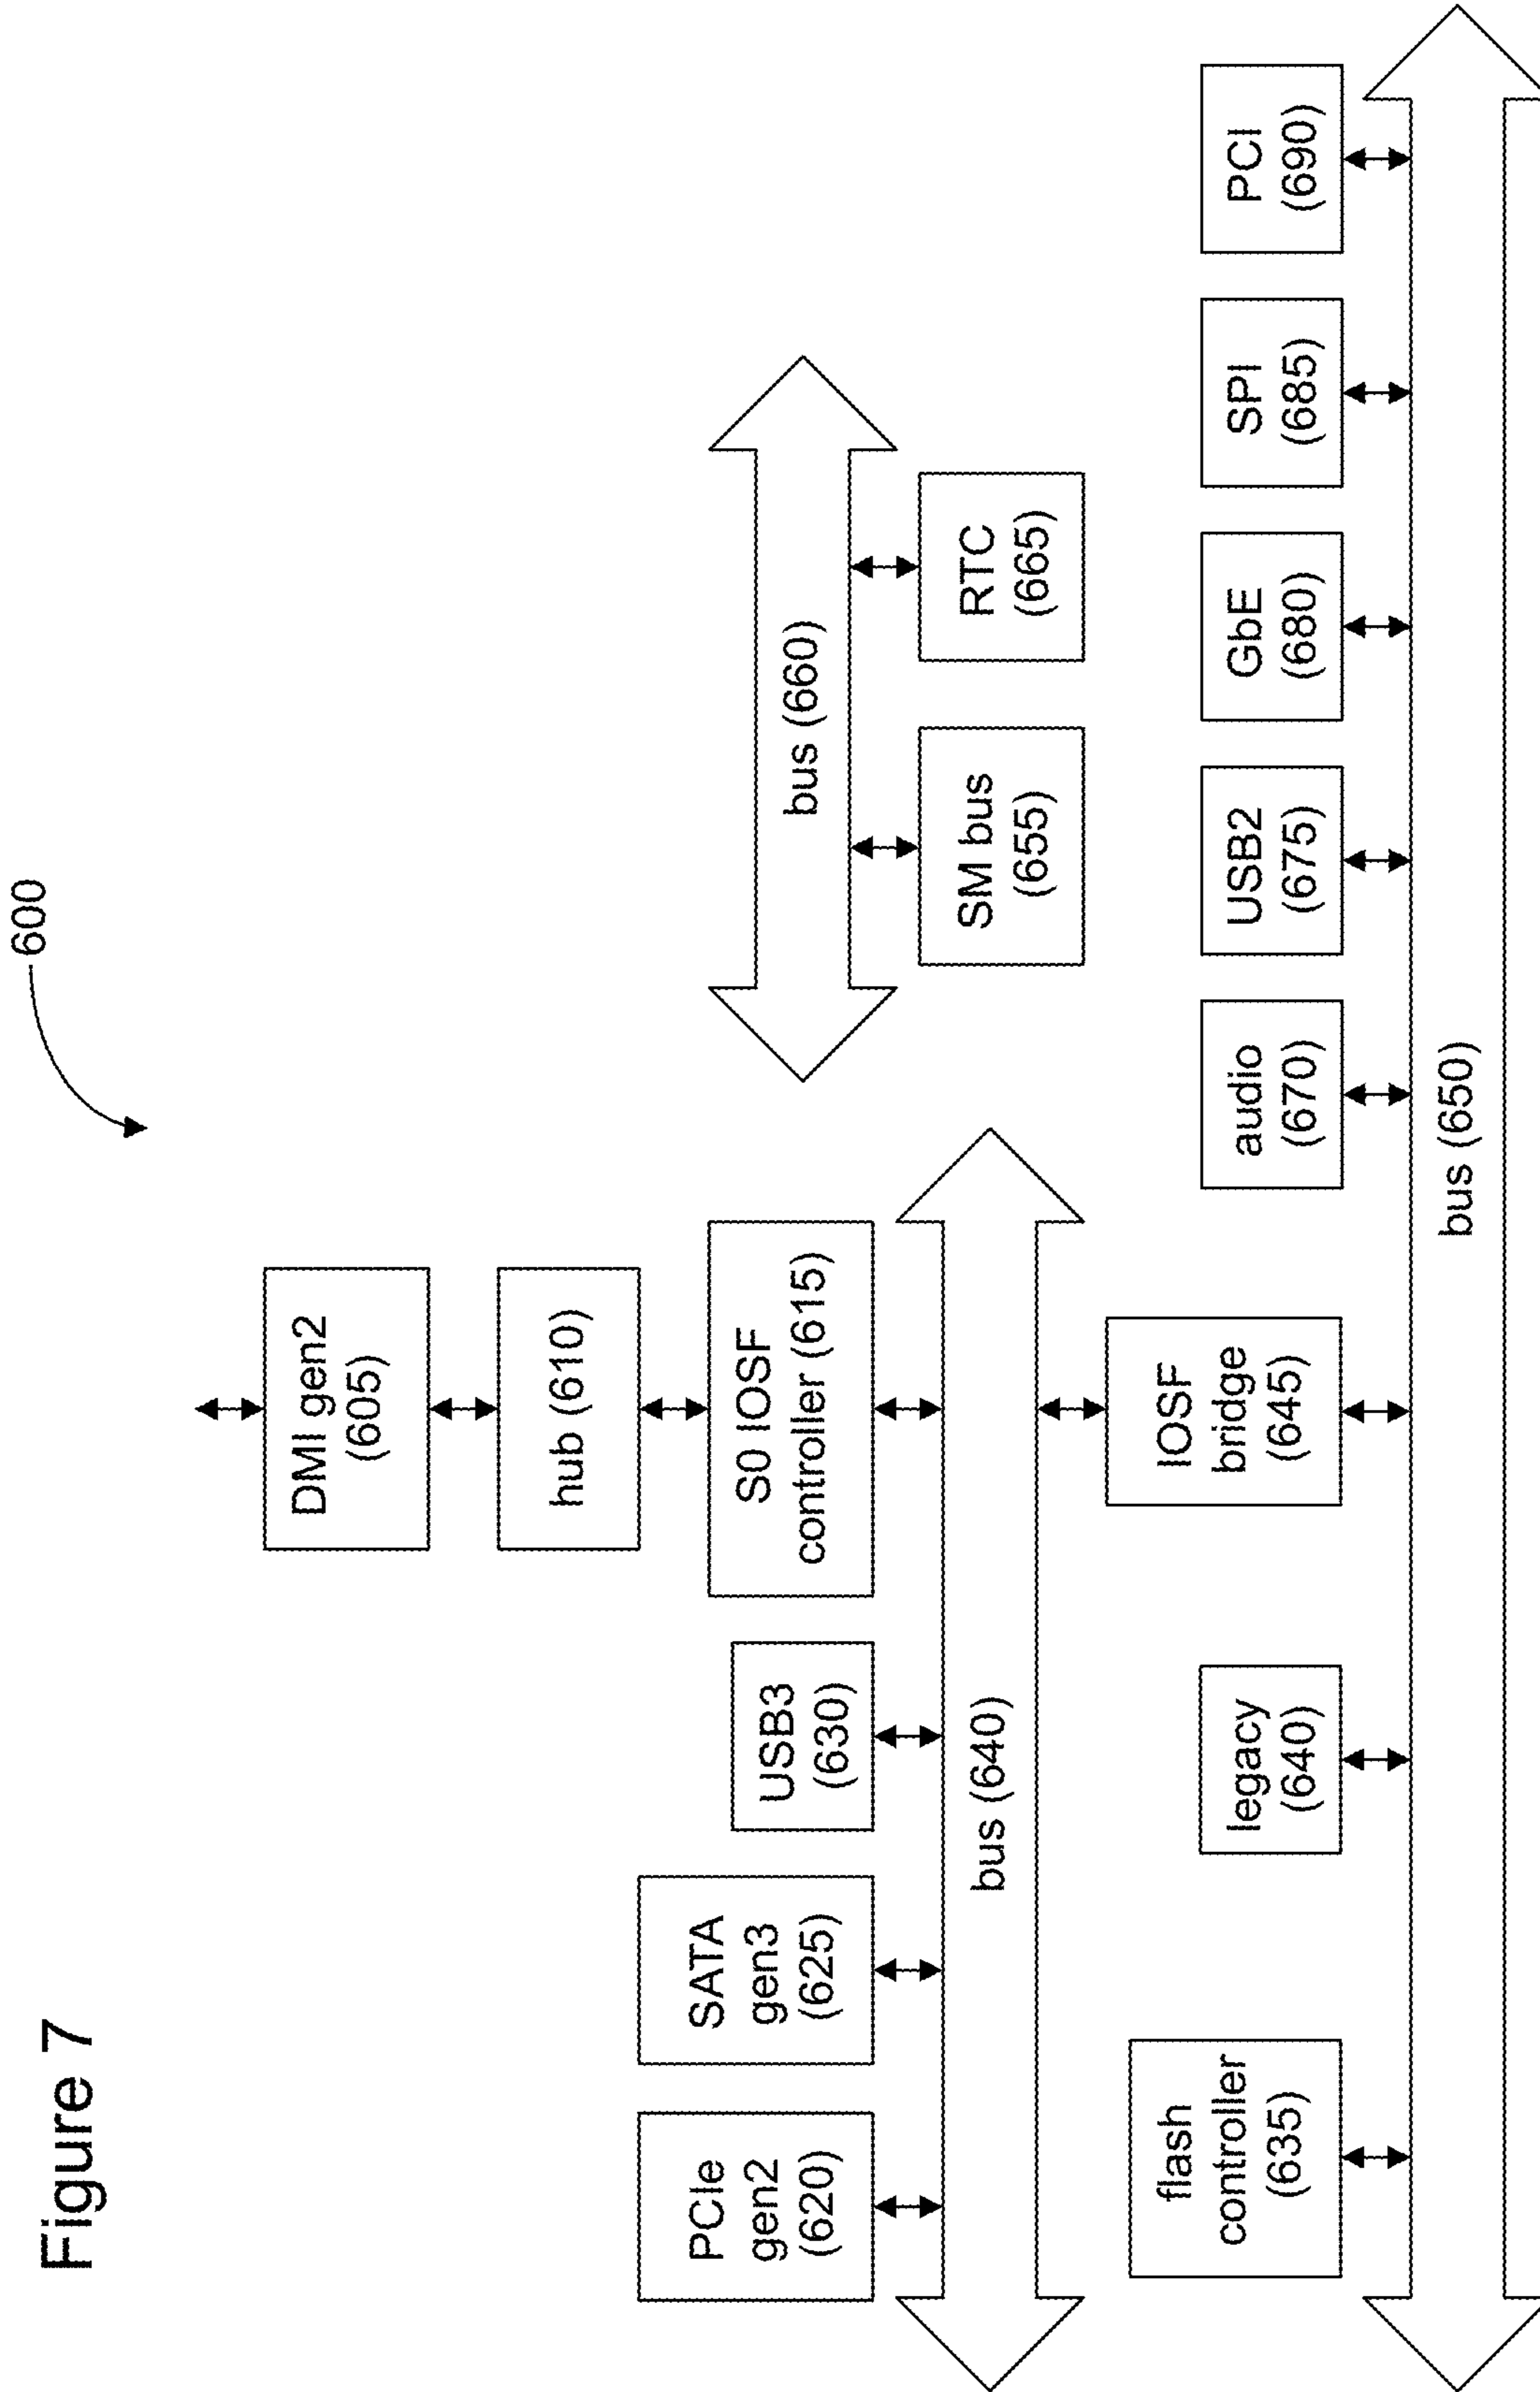 Figure 7
600
DMI gen2
(605)
hub (610)
S0 IOSF
controller (615)
PCIe
gen2
(620)
SATA
gen3
(625)
USB3
(630)
bus (640)
bus (660)
SM bus
(655)
RTC
(665)
flash
controller
(635)
legacy
(640)
IOSF
bridge
(645)
audio
(670)
USB2
(675)
GbE
(680)
SPI
(685)
PCI
(690)
bus (650)